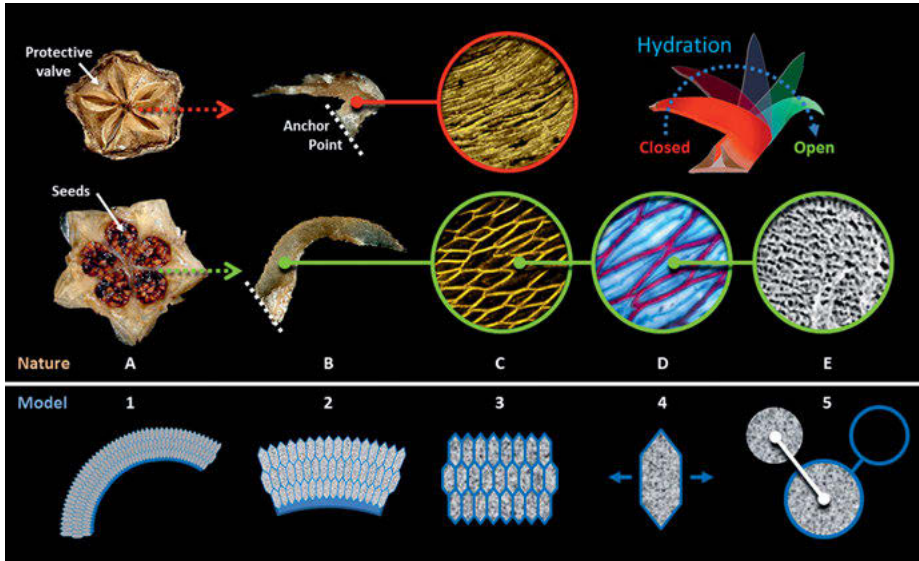 Protective
valve
Anchor
Point
Hydration
Closed
Open
Seeds
Nature A B C D E
Model 1 2 3 4 5